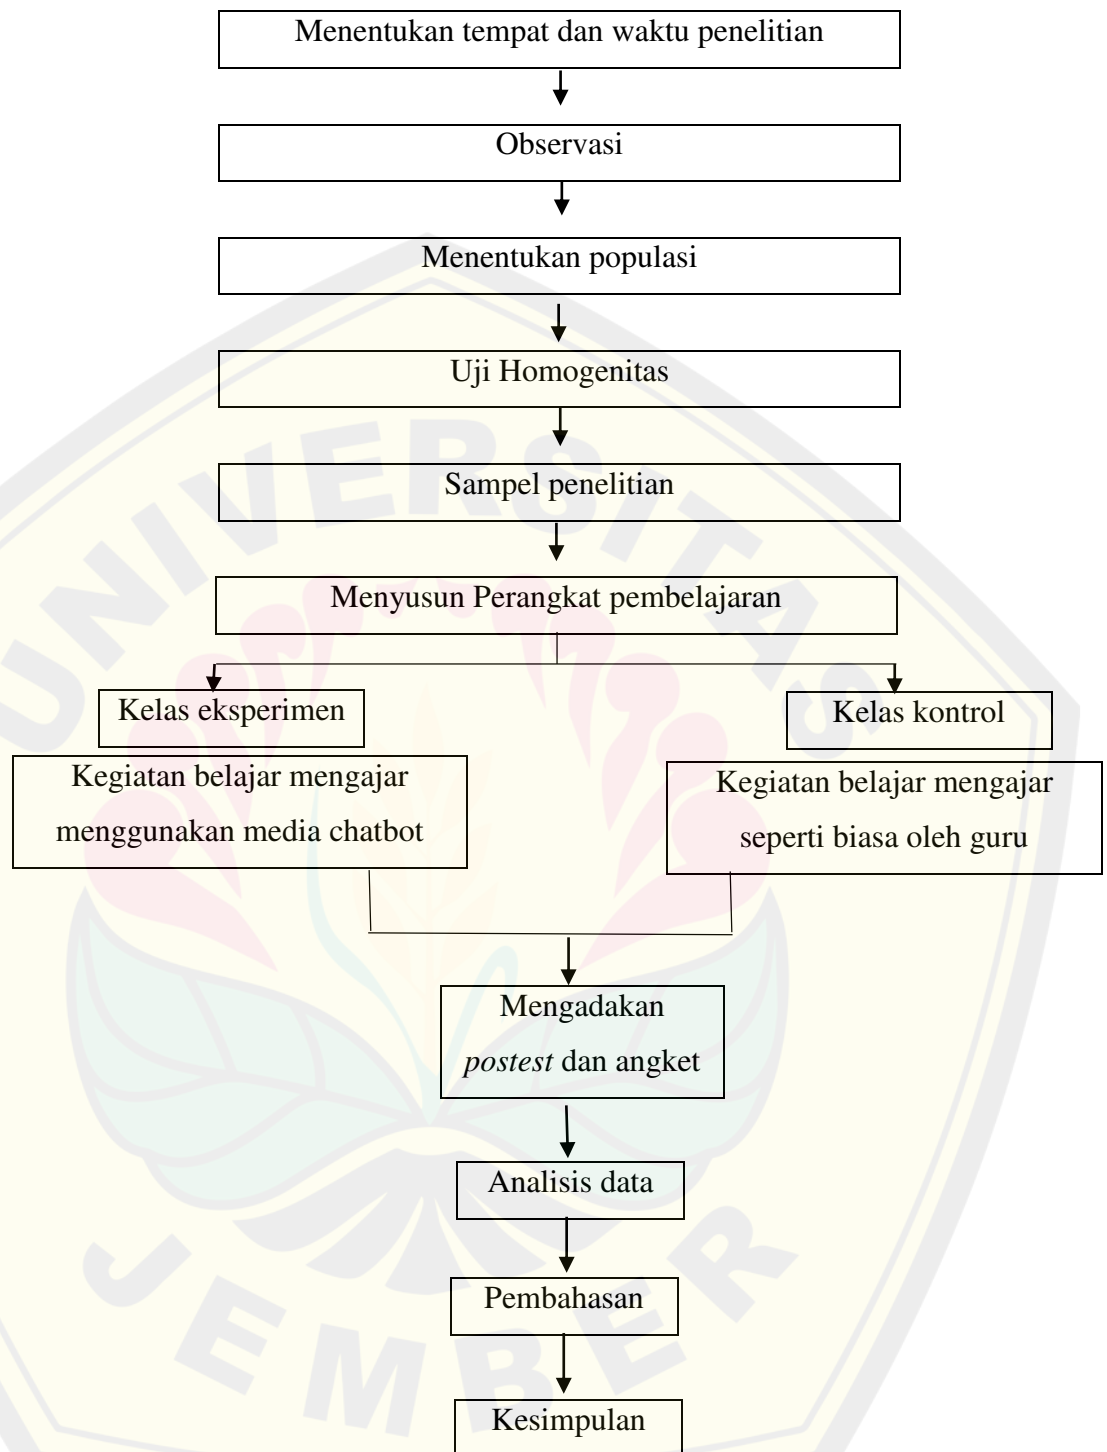 Menentukan tempat dan waktu penelitian
Observasi
Menentukan populasi
Uji Homogenitas
Sampel penelitian
Menyusun Perangkat pembelajaran
Kelas eksperimen
Kegiatan belajar mengajar
menggunakan media chatbot
Kelas kontrol
Kegiatan belajar mengajar
seperti biasa oleh guru
Mengadakan
postest dan angket
Analisis data
Pembahasan
Kesimpulan
UNIVERSITAS
JEMBER